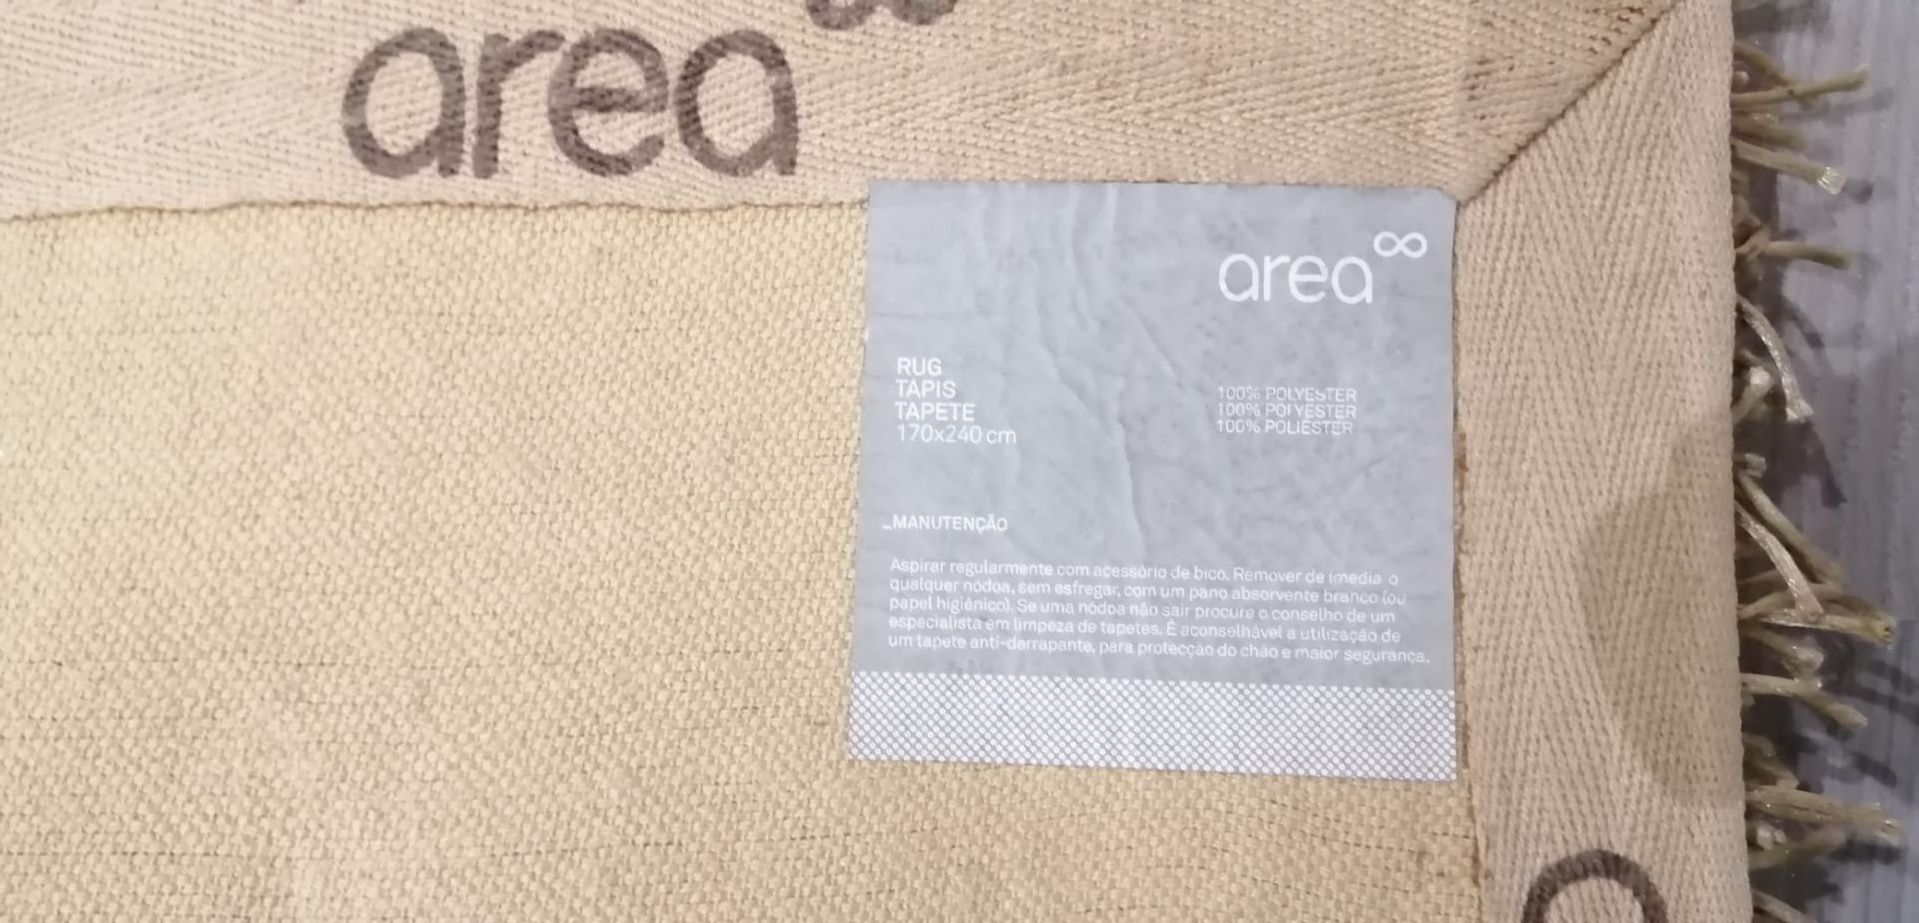 area∞
area∞
RUG
TAPIS
TAPETE
170x240 cm
100% POLYESTER
100% POLYESTER
100% POLIÉSTER
_MANUTENÇÃO
Aspirar regularmente com acessório de bico. Remover de imediato
qualquer nódoa, sem esfregar, com um pano absorvente branco (ou
papel higiénico). Se uma nódoa não sair procure o conselho de um
especialista em limpeza de tapetes. É aconselhável a utilização de
um tapete anti-derrapante, para protecção do chão e maior segurança.